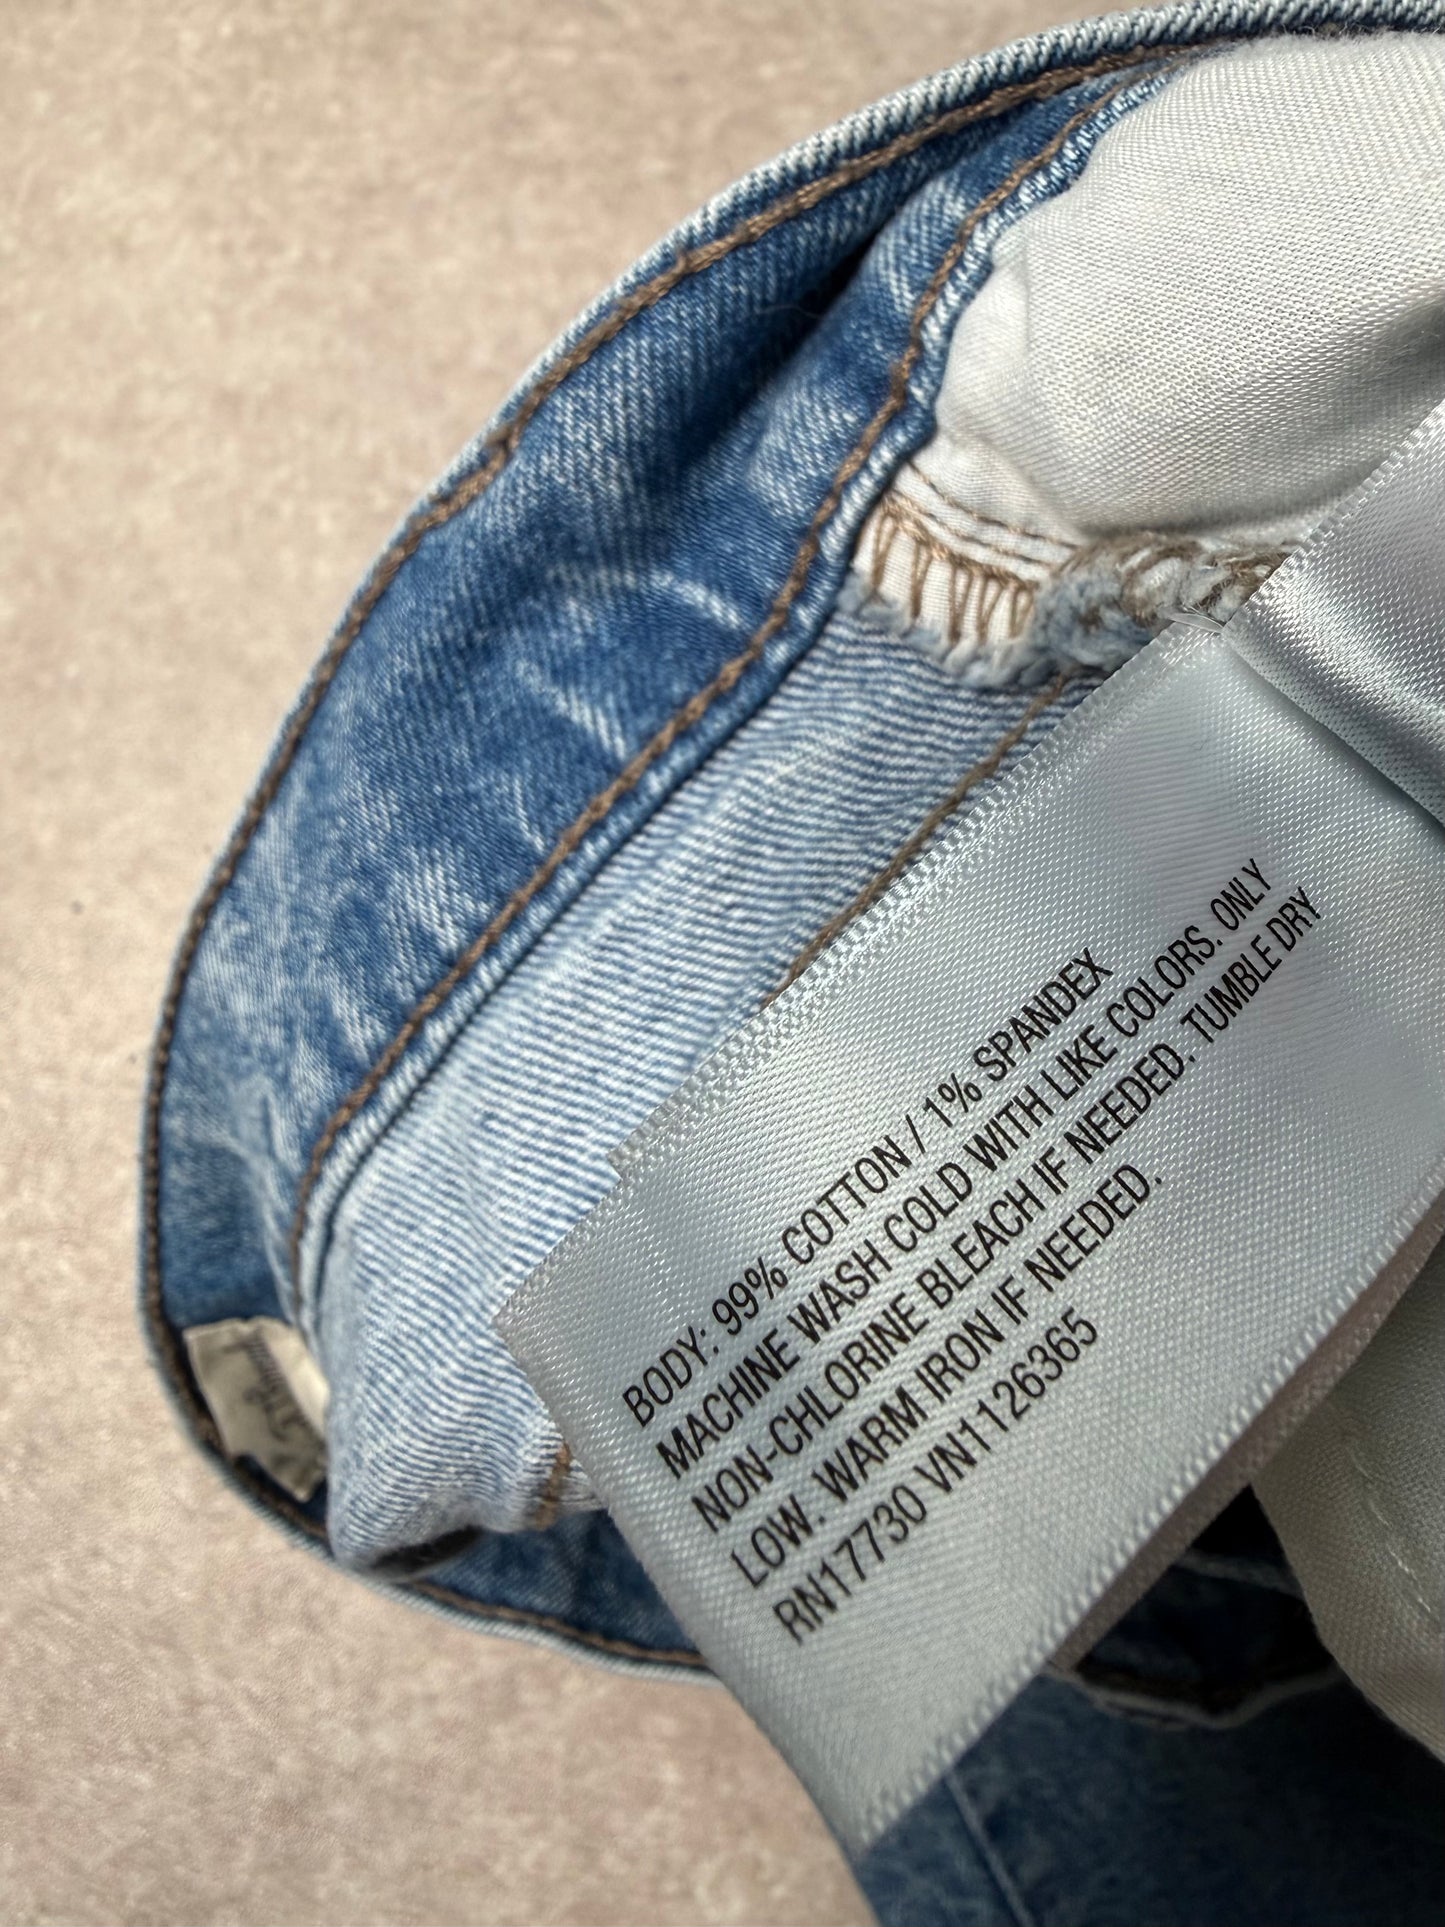 BODY: 99% COTTON / 1% SPANDEX
MACHINE WASH COLD WITH LIKE COLORS. ONLY
NON-CHLORINE BLEACH IF NEEDED. TUMBLE DRY
LOW. WARM IRON IF NEEDED.
RN17730 VN1126365